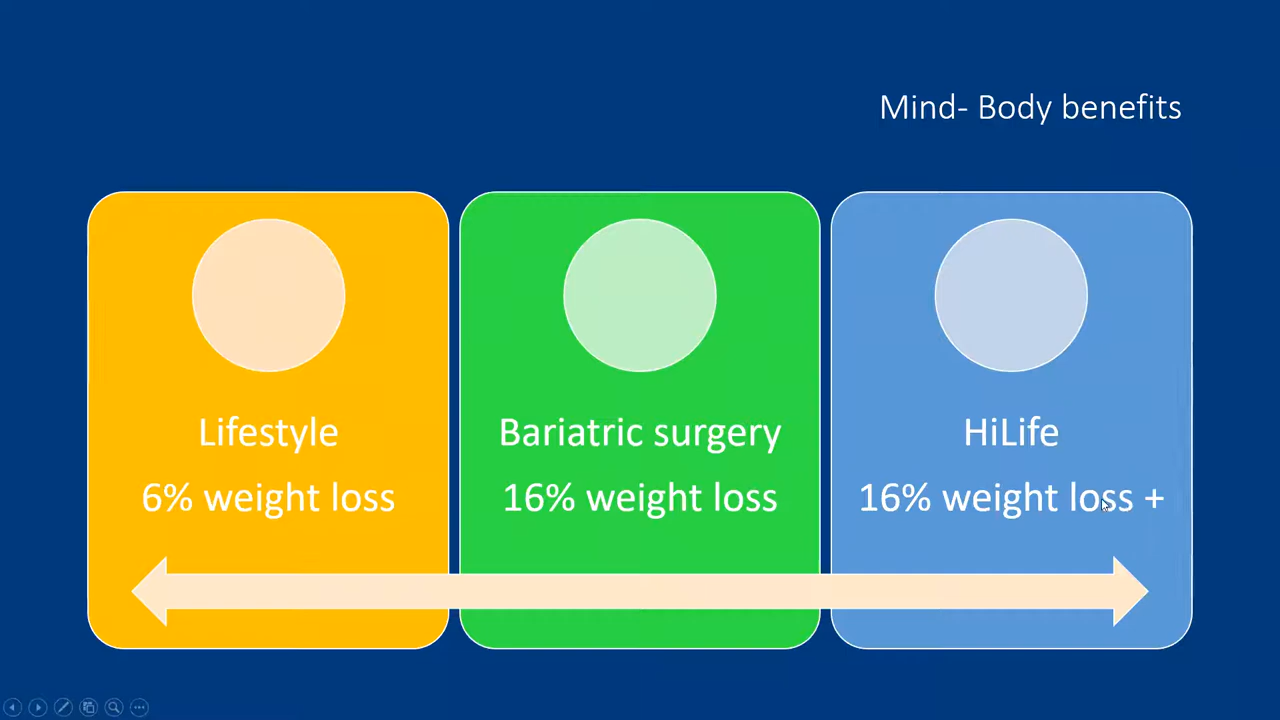 Mind- Body benefits
Lifestyle
6% weight loss
Bariatric surgery
16% weight loss
HiLife
16% weight loss +